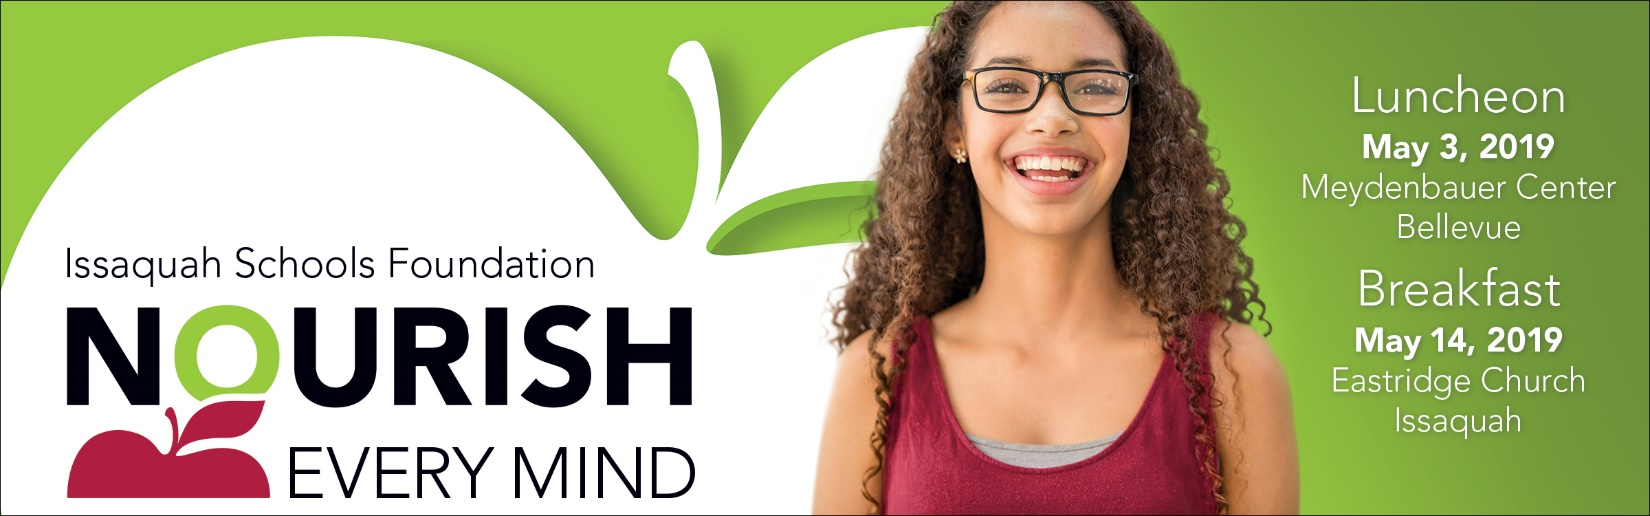 Issaquah Schools Foundation
NOURISH
EVERY MIND
Luncheon
May 3, 2019
Meydenbauer Center
Bellevue
Breakfast
May 14, 2019
Eastridge Church
Issaquah